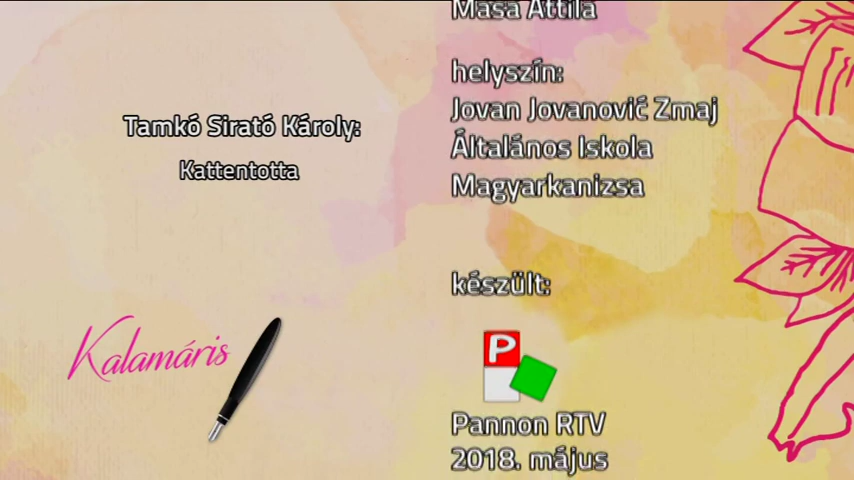 Masa Attila
helyszín:
Jovan Jovanović Zmaj
Általános Iskola
Magyarkanizsa
Tamkó Sirató Károly:
Kattentotta
készült:
Kalamáris
P
Pannon RTV
2018. május